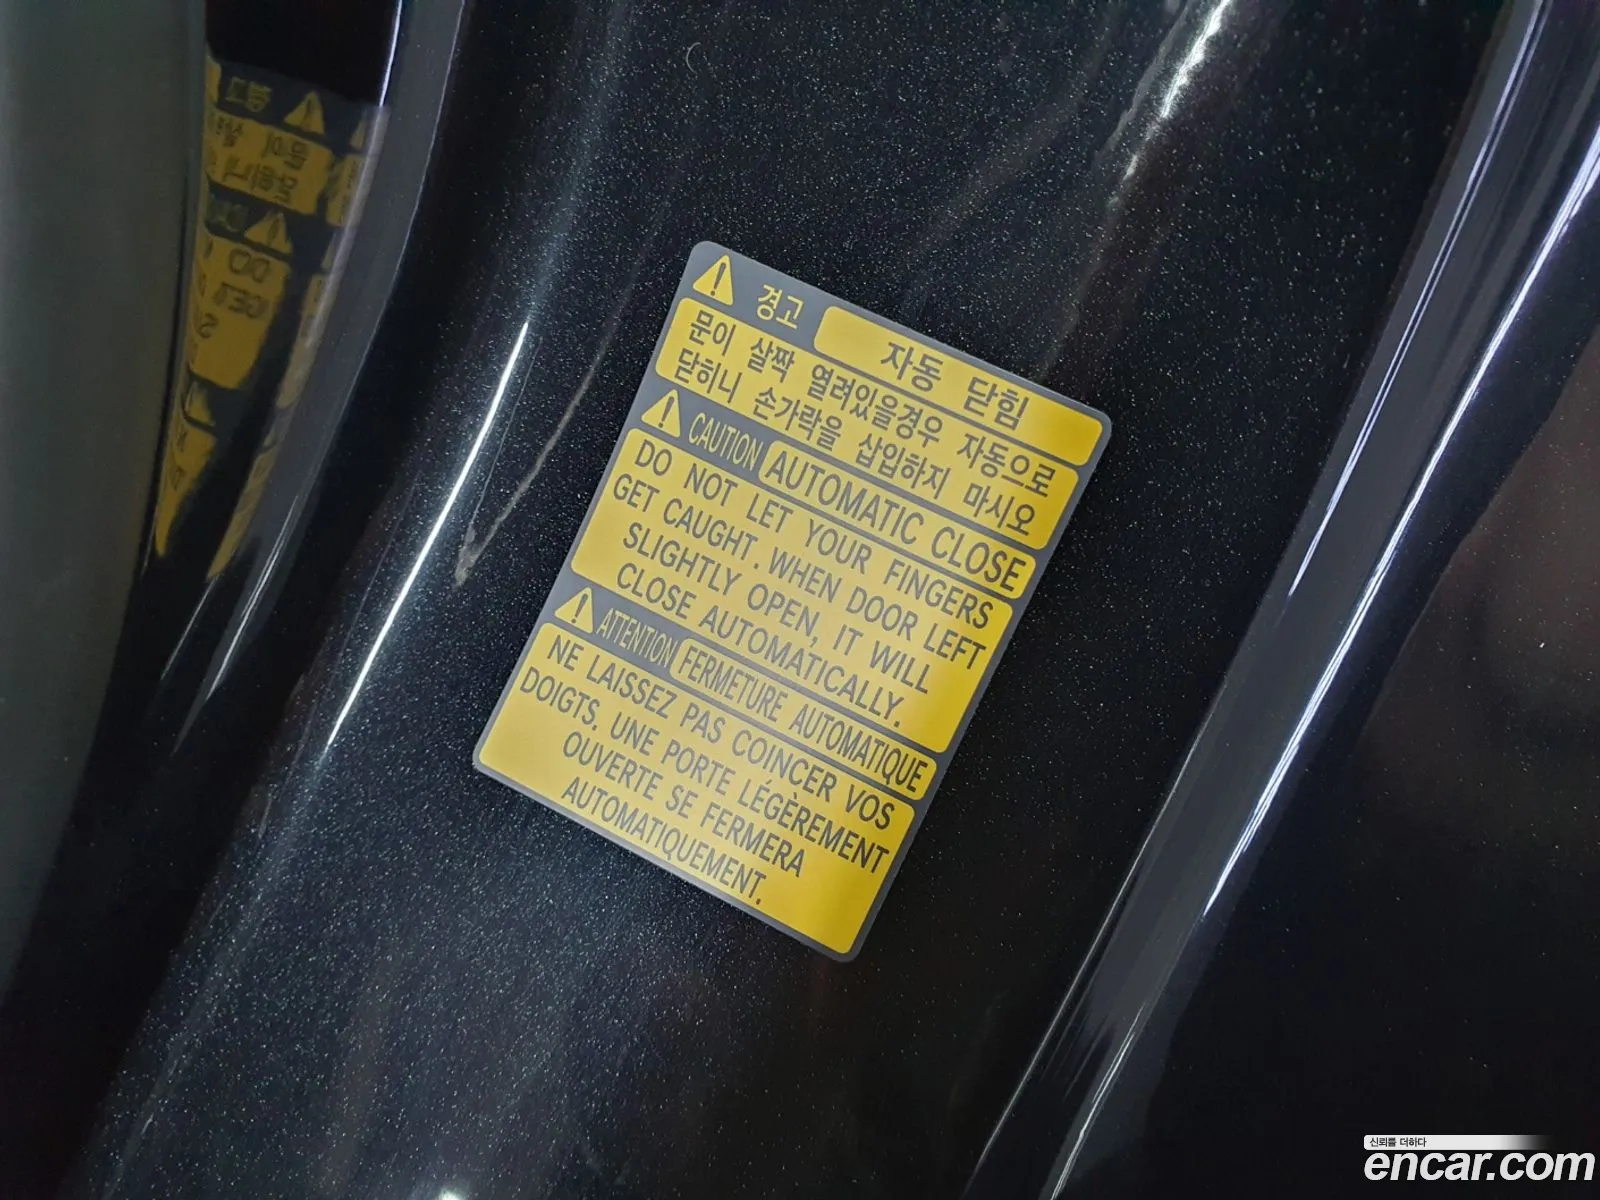 경고 자동 닫힘
문이 살짝 열려있을경우 자동으로
닫히니 손가락을 삽입하지 마시오
CAUTION AUTOMATIC CLOSE
DO NOT LET YOUR FINGERS
GET CAUGHT. WHEN DOOR LEFT
SLIGHTLY OPEN, IT WILL
CLOSE AUTOMATICALLY.
ATTENTION FERMETURE AUTOMATIQUE
NE LAISSEZ PAS COINÇER VOS
DOIGTS, UNE PORTE LÉGÈREMENT
OUVERTE SE FERMERA
AUTOMATIQUEMENT.
신뢰를 더하다
encar.com